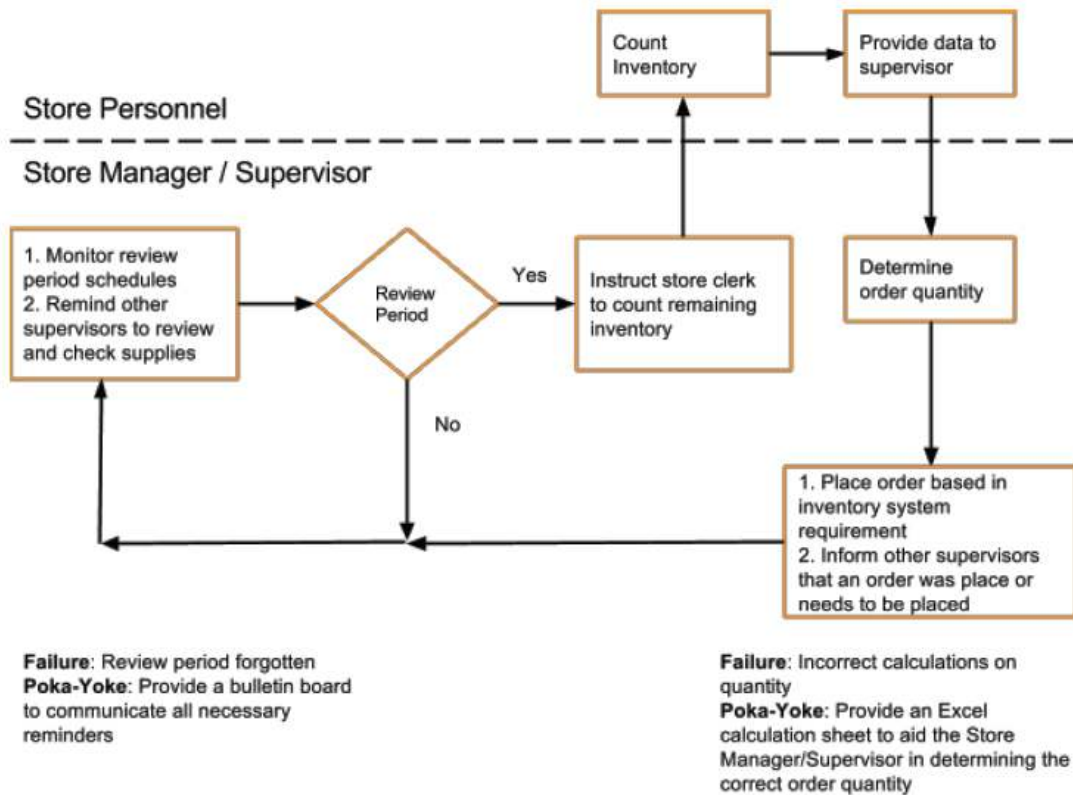 Count
Inventory
Provide data to
supervisor
Store Personnel
Store Manager / Supervisor
1. Monitor review
period schedules
2. Remind other
supervisors to review
and check supplies
Review
Period
Yes
No
Instruct store clerk
to count remaining
inventory
Determine
order quantity
1. Place order based in
inventory system
requirement
2. Inform other supervisors
that an order was place or
needs to be placed
Failure: Review period forgotten
Poka-Yoke: Provide a bulletin board
to communicate all necessary
reminders
Failure: Incorrect calculations on
quantity
Poka-Yoke: Provide an Excel
calculation sheet to aid the Store
Manager/Supervisor in determining the
correct order quantity